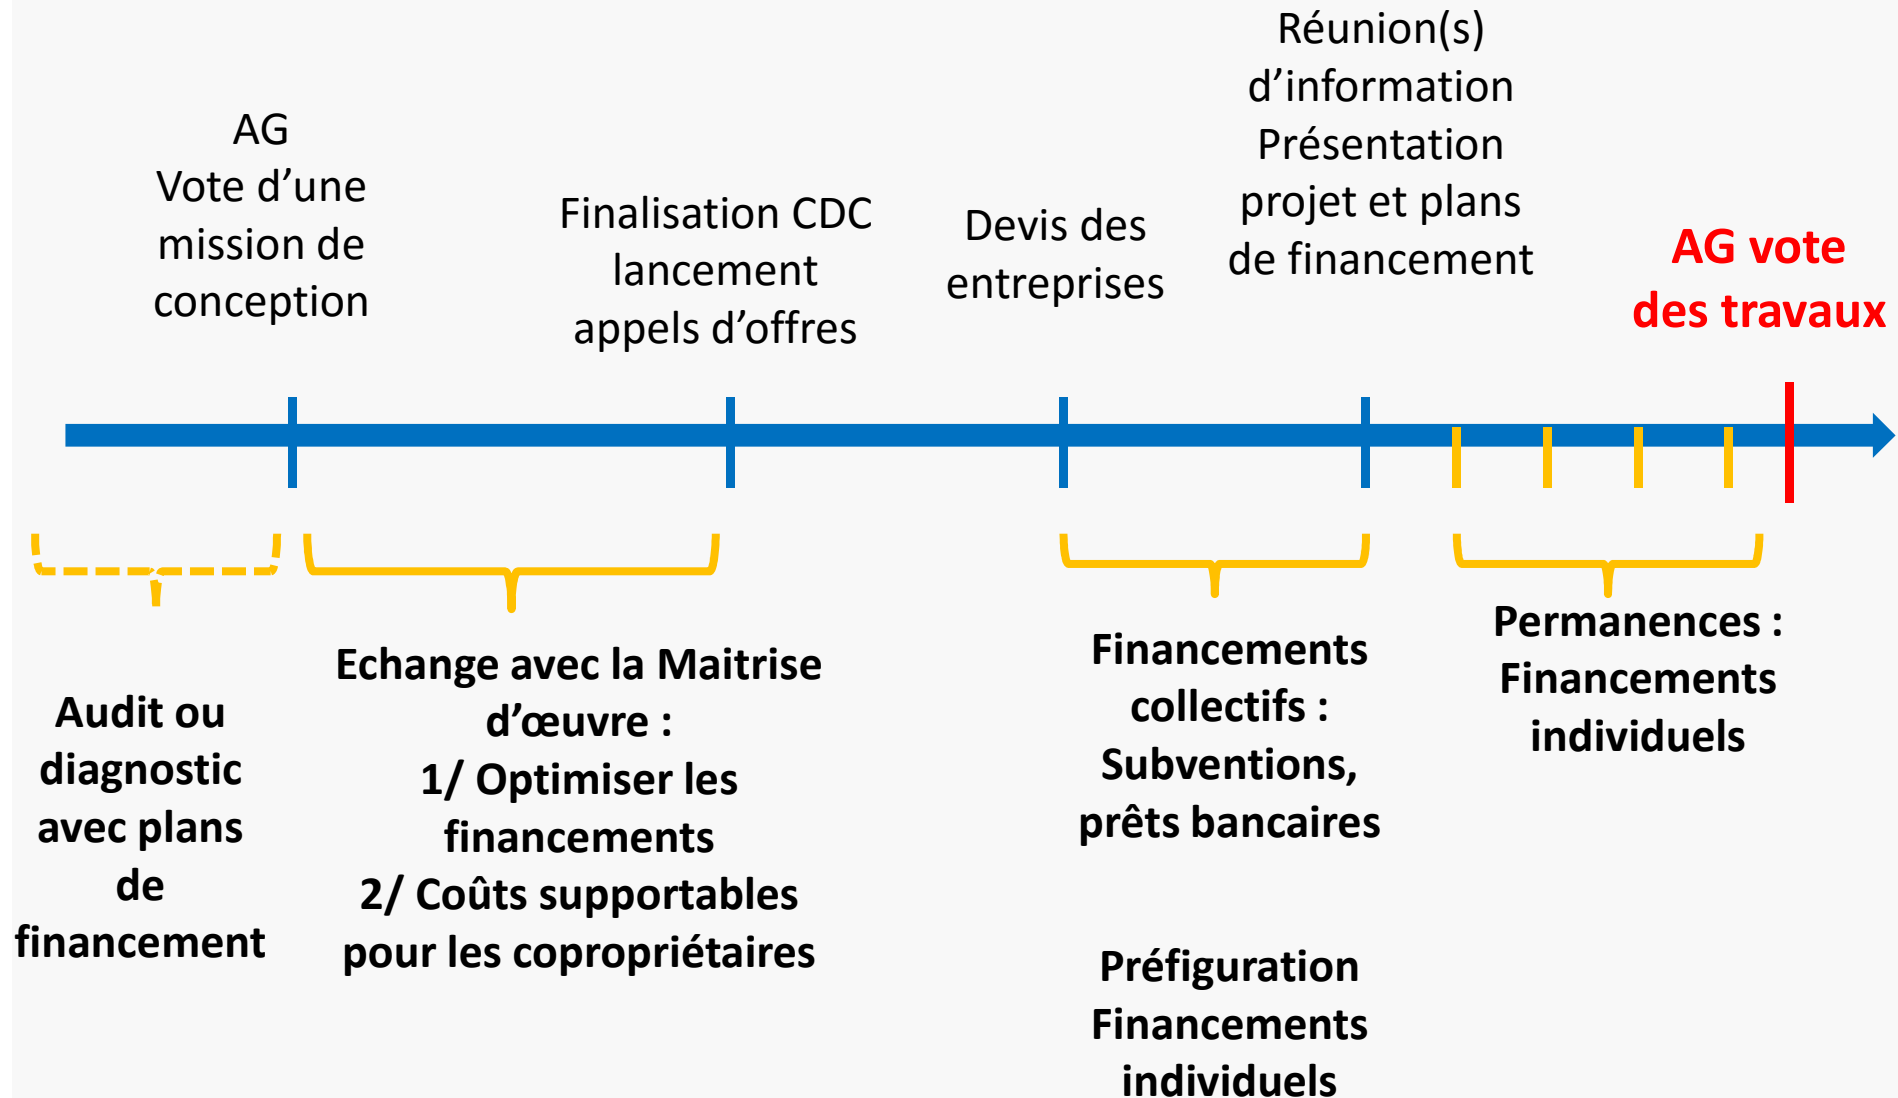 AG
Vote d’une
mission de
conception
Finalisation CDC
lancement
appels d’offres
Devis des
entreprises
Réunion(s)
d’information
Présentation
projet et plans
de financement
AG vote
des travaux
Audit ou
diagnostic
avec plans
de
financement
Echange avec la Maitrise
d’œuvre :
1/ Optimiser les
financements
2/ Coûts supportables
pour les copropriétaires
Financements
collectifs :
Subventions,
prêts bancaires
Préfiguration
Financements
individuels
Permanences :
Financements
individuels